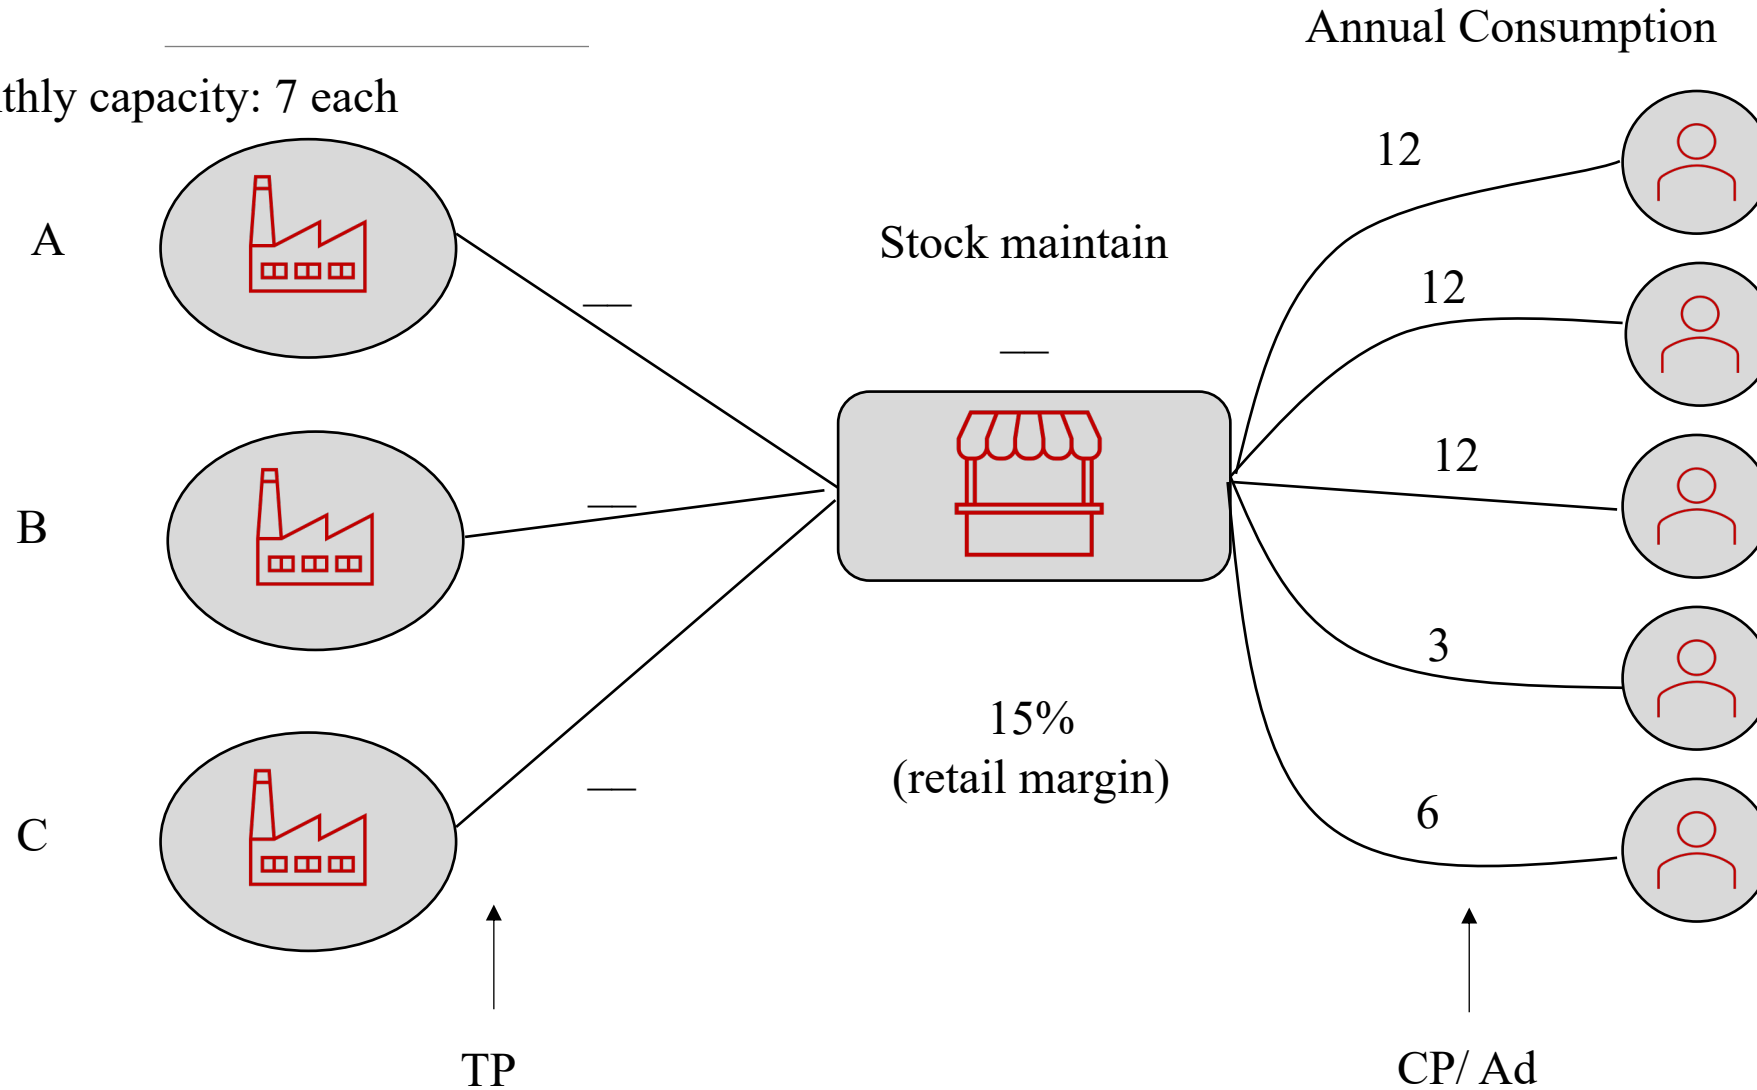 Annual Consumption
thly capacity: 7 each
12
A
Stock maintain
12
12
B
3
15%
(retail margin)
6
C
TP
CP/ Ad